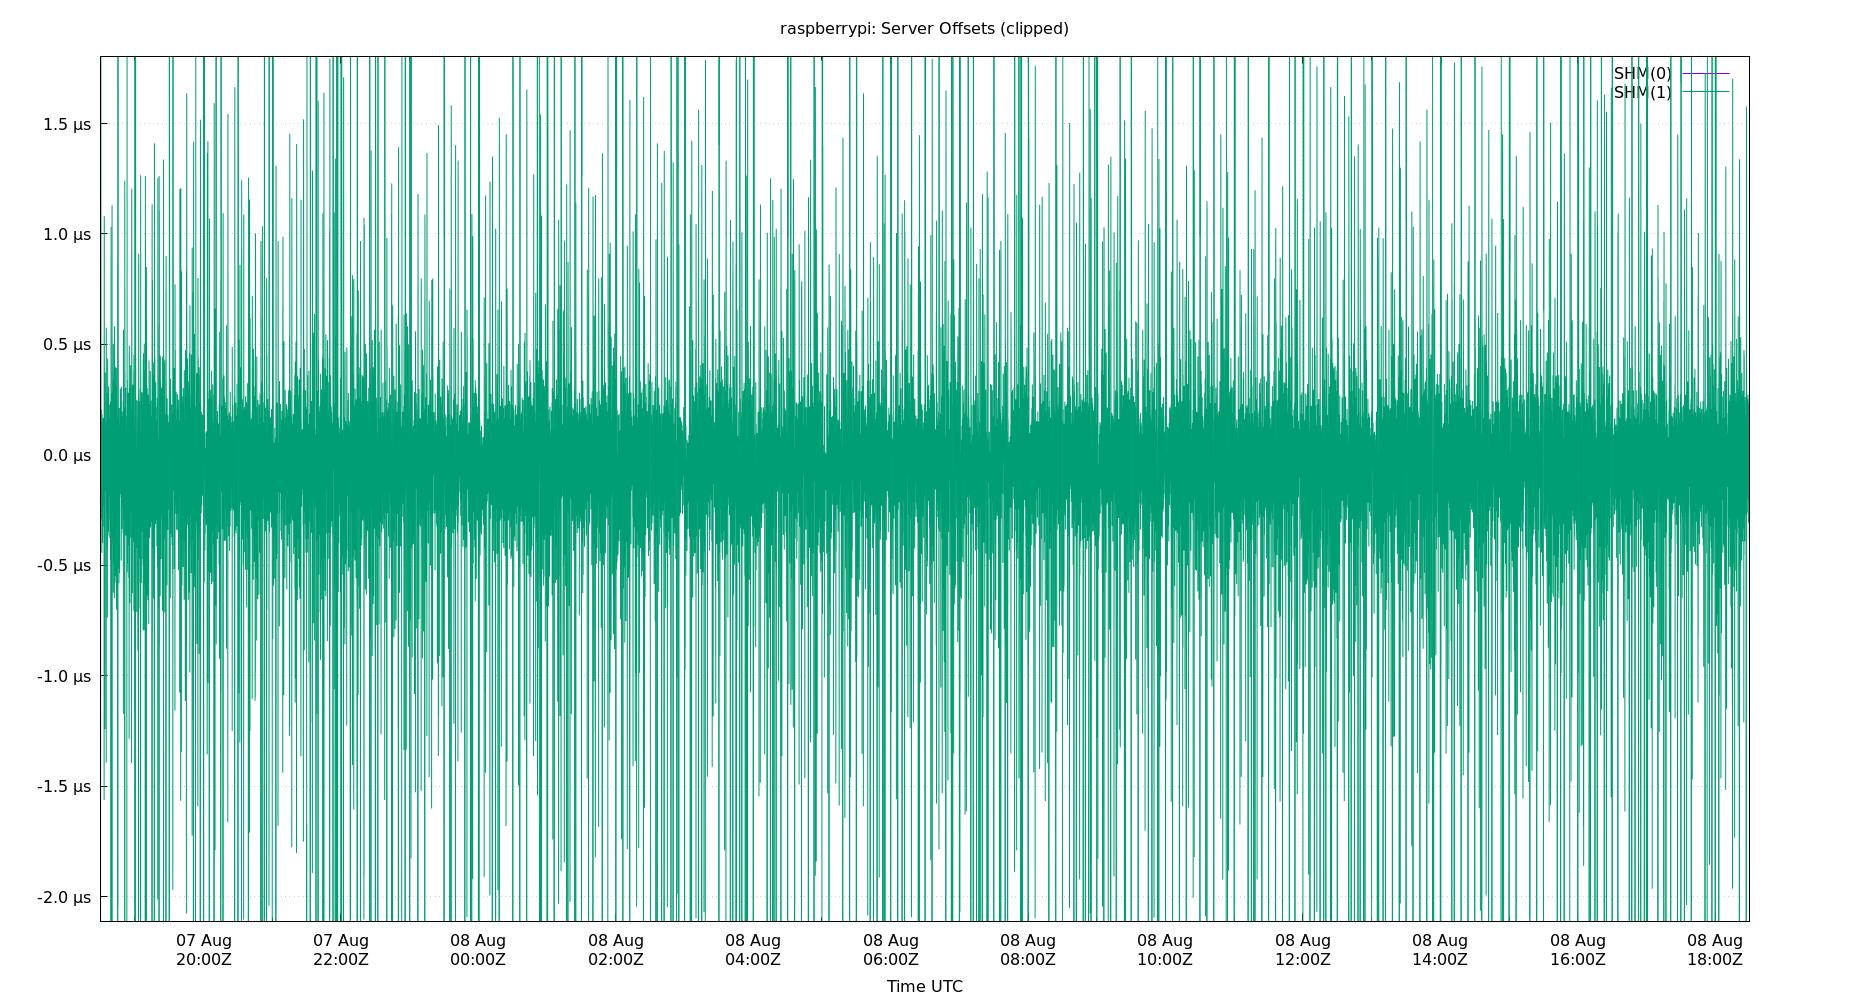 raspberrypi: Server Offsets (clipped)
SHM(0)
SHM(1)
1.5 µs
1.0 µs
0.5 µs
0.0 µs
-0.5 µs
-1.0 µs
-1.5 µs
-2.0 µs
07 Aug 07 Aug 08 Aug 08 Aug 08 Aug 08 Aug 08 Aug 08 Aug 08 Aug 08 Aug 08 Aug 08 Aug
20:00Z 22:00Z 00:00Z 02:00Z 04:00Z 06:00Z 08:00Z 10:00Z 12:00Z 14:00Z 16:00Z 18:00Z
Time UTC